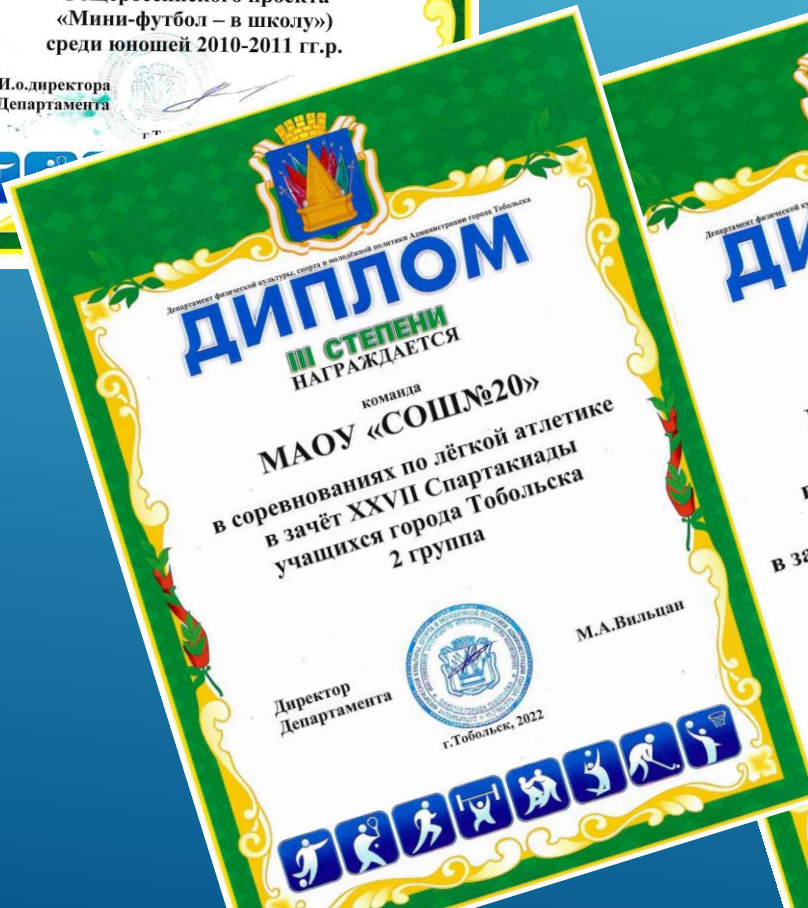 «Мини-футбол – в школу»)
среди юношей 2010-2011 гг.р.
И.о.директора
Департамента
Департамент физической культуры, спорта и молодёжной политики Администрации города Тобольска
ДИПЛОМ
III СТЕПЕНИ
НАГРАЖДАЕТСЯ
команда
МАОУ «СОШ№20»
в соревнованиях по лёгкой атлетике
в зачёт XXVII Спартакиады
учащихся города Тобольска
2 группа
Директор
Департамента
М.А.Вильцан
г.Тобольск, 2022
Департамент физической
ДИ
в за